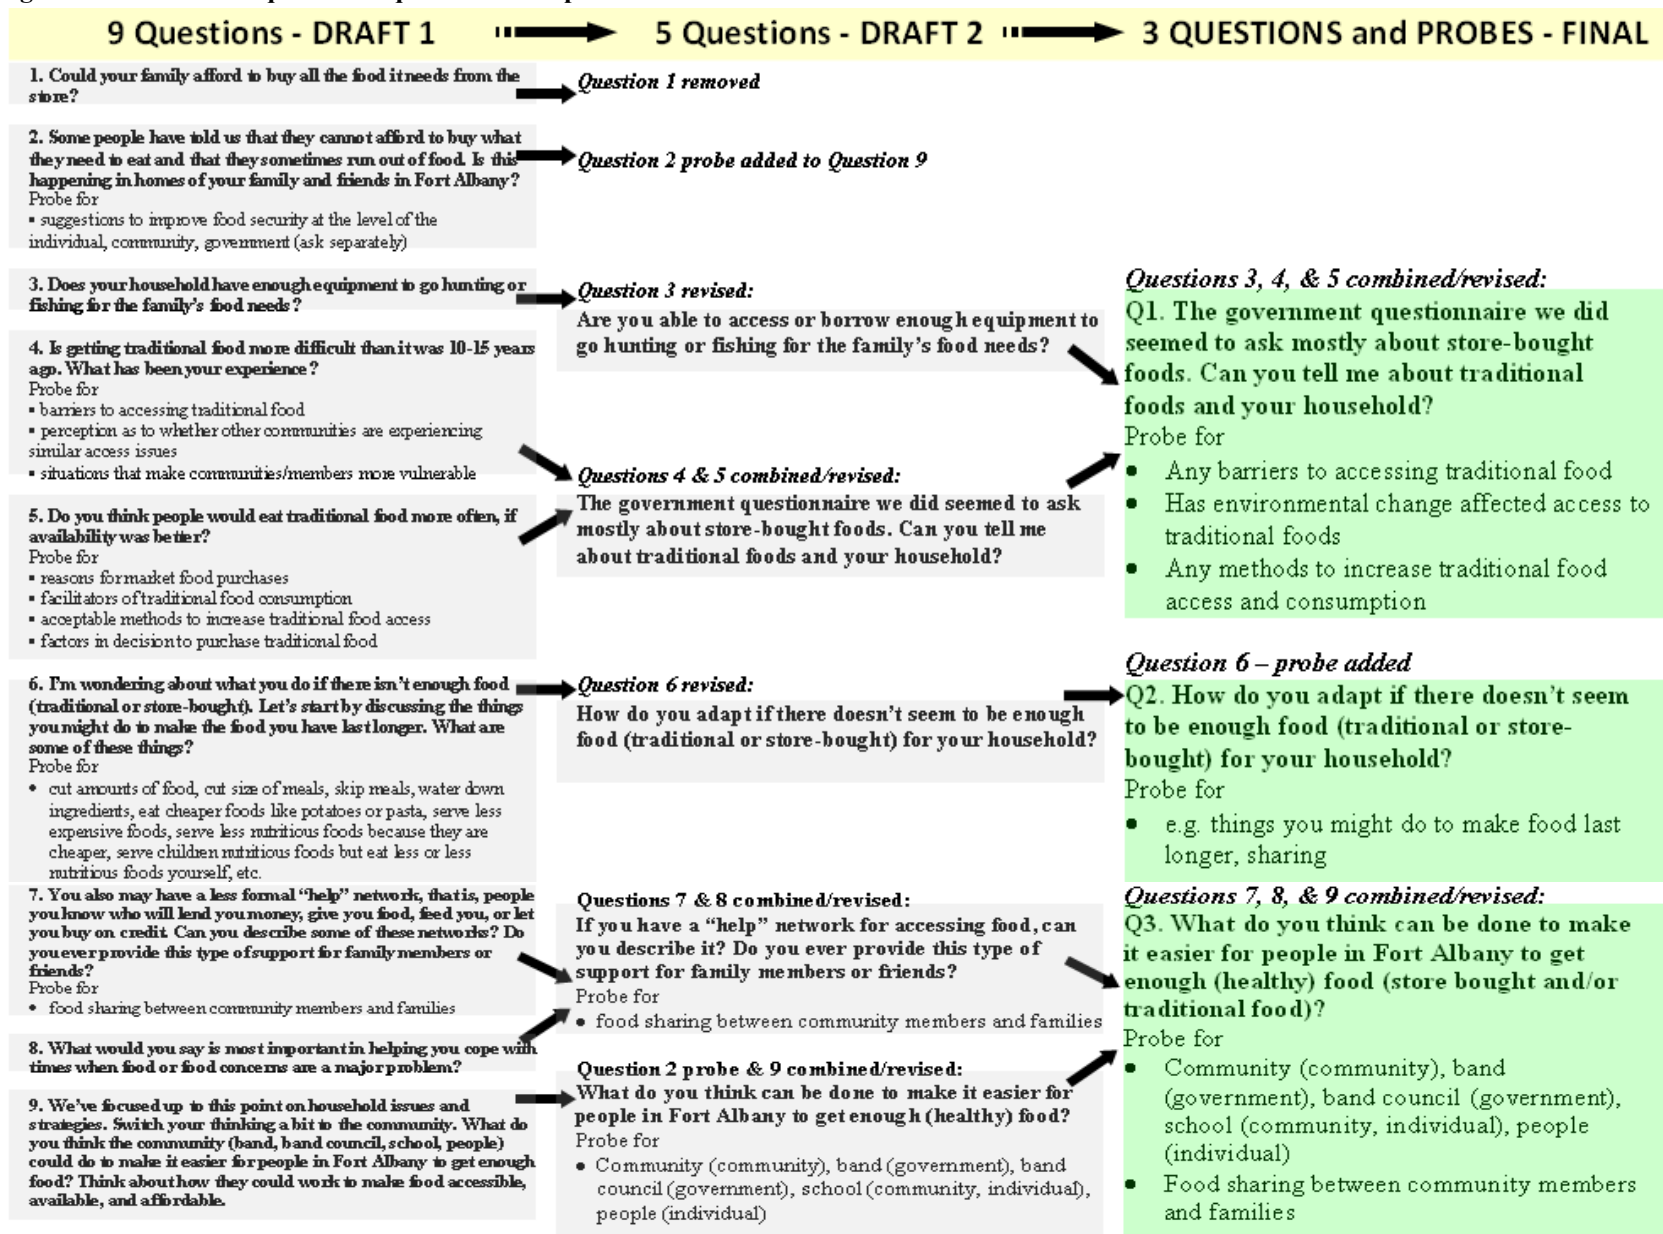 9 Questions - DRAFT 1
5 Questions - DRAFT 2
3 QUESTIONS and PROBES - FINAL
1. Could your family afford to buy all the food it needs from the
store?
2. Some people have told us that they cannot afford to buy what
they need to eat and that they sometimes run out of food. Is this
happening in homes of your family and friends in Fort Albany?
Probe for
▪ suggestions to improve food security at the level of the
individual, community, government (ask separately)
3. Does your household have enough equipment to go hunting or
fishing for the family's food needs?
4. Is getting traditional food more difficult than it was 10-15 years
ago. What has been your experience?
Probe for
▪ barriers to accessing traditional food
▪ perception as to whether other communities are experiencing
similar access issues
▪ situations that make communities/members more vulnerable
5. Do you think people would eat traditional food more often, if
availability was better?
Probe for
▪ reasons for market food purchases
▪ facilitators of traditional food consumption
▪ acceptable methods to increase traditional food access
▪ factors in decision to purchase traditional food
6. I'm wondering about what you do if there isn't enough food
(traditional or store-bought). Let's start by discussing the things
you might do to make the food you have last longer. What are
some of these things?
Probe for
• cut amounts of food, cut size of meals, skip meals, water down
ingredients, eat cheaper foods like potatoes or pasta, serve less
expensive foods, serve less nutritious foods because they are
cheaper, serve children nutritious foods but eat less or less
nutritious foods yourself, etc.
7. You also may have a less formal “help” network, that is, people
you know who will lend you money, give you food, feed you, or let
you buy on credit. Can you describe some of these networks? Do
you ever provide this type of support for family members or
friends?
Probe for
• food sharing between community members and families
8. What would you say is most important in helping you cope with
times when food or food concerns are a major problem?
9. We've focused up to this point on household issues and
strategies. Switch your thinking a bit to the community. What do
you think the community (band, band council, school, people)
could do to make it easier for people in Fort Albany to get enough
food? Think about how they could work to make food accessible,
available, and affordable.
Question 1 removed
Question 2 probe added to Question 9
Question 3 revised:
Are you able to access or borrow enough equipment to
go hunting or fishing for the family's food needs?
Questions 4 & 5 combined/revised:
The government questionnaire we did seemed to ask
mostly about store-bought foods. Can you tell me
about traditional foods and your household?
Question 6 revised:
How do you adapt if there doesn't seem to be enough
food (traditional or store-bought) for your household?
Questions 7 & 8 combined/revised:
If you have a “help” network for accessing food, can
you describe it? Do you ever provide this type of
support for family members or friends?
Probe for
• food sharing between community members and families
Question 2 probe & 9 combined/revised:
What do you think can be done to make it easier for
people in Fort Albany to get enough (healthy) food?
Probe for
• Community (community), band (government), band
council (government), school (community, individual),
people (individual)
Questions 3, 4, & 5 combined/revised:
Q1. The government questionnaire we did
seemed to ask mostly about store-bought
foods. Can you tell me about traditional
foods and your household?
Probe for
• Any barriers to accessing traditional food
• Has environmental change affected access to
traditional foods
• Any methods to increase traditional food
access and consumption
Question 6 – probe added
Q2. How do you adapt if there doesn't seem
to be enough food (traditional or store-
bought) for your household?
Probe for
• e.g. things you might do to make food last
longer, sharing
Questions 7, 8, & 9 combined/revised:
Q3. What do you think can be done to make
it easier for people in Fort Albany to get
enough (healthy) food (store bought and/or
traditional food)?
Probe for
• Community (community), band
(government), band council (government),
school (community, individual), people
(individual)
• Food sharing between community members
and families